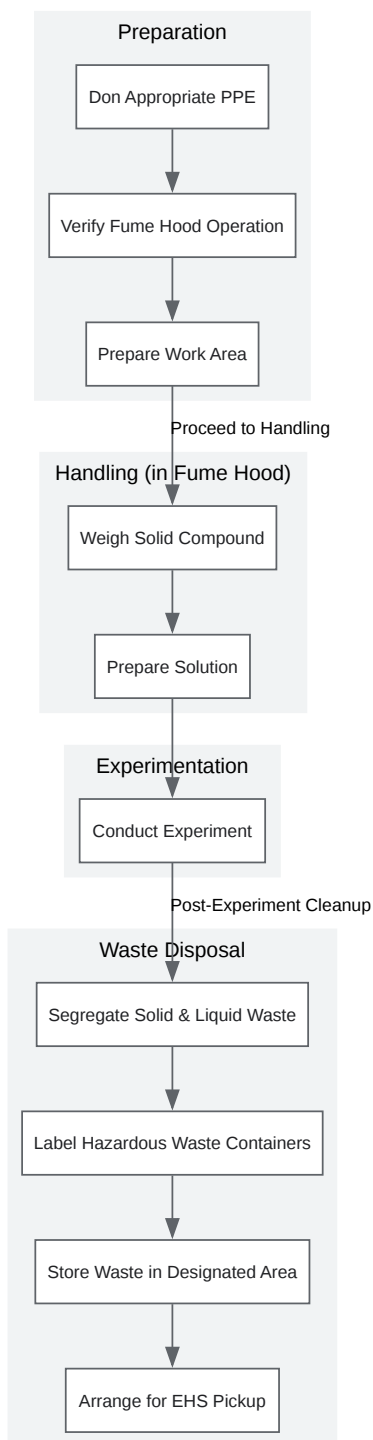 Preparation
Don Appropriate PPE
Verify Fume Hood Operation
Prepare Work Area
Proceed to Handling
Handling (in Fume Hood)
Weigh Solid Compound
Prepare Solution
Experimentation
Conduct Experiment
Post-Experiment Cleanup
Waste Disposal
Segregate Solid & Liquid Waste
Label Hazardous Waste Containers
Store Waste in Designated Area
Arrange for EHS Pickup